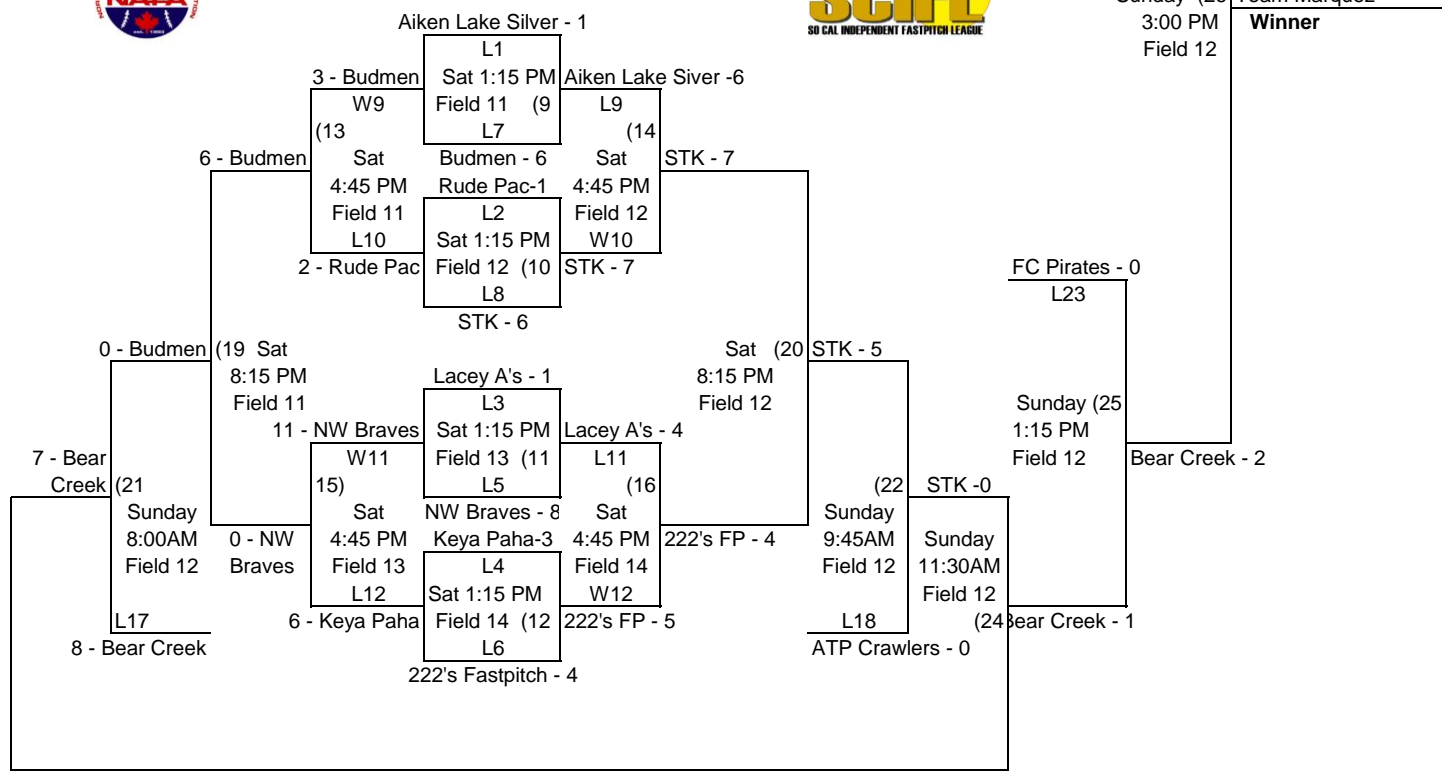 Aiken Lake Silver - 1
SO CAL INDEPENDENT FASTPITCH LEAGUE
3:00 PM Winner
Field 12
L1
3 - Budmen Sat 1:15 PM Aiken Lake Siver -6
W9 Field 11 (9 L9
(13 L7 (14
6 - Budmen Sat Budmen - 6 Sat STK - 7
4:45 PM Rude Pac-1 4:45 PM
Field 11 L2 Field 12
L10 Sat 1:15 PM W10
2 - Rude Pac Field 12 (10 STK - 7 FC Pirates - 0
L8 L23
STK - 6
0 - Budmen (19 Sat Sat (20 STK - 5
8:15 PM Lacey A's - 1 8:15 PM
Field 11 L3 Field 12 Sunday (25
11 - NW Braves Sat 1:15 PM Lacey A's - 4 1:15 PM
7 - Bear W11 Field 13 (11 L11 Field 12 Bear Creek - 2
Creek (21 15) L5 (16 (22 STK -0
Sunday Sat NW Braves - 8 Sat Sunday
8:00AM 0 - NW 4:45 PM Keya Paha-3 4:45 PM 222's FP - 4 9:45AM Sunday
Field 12 Braves Field 13 L4 Field 14 Field 12 11:30AM
L12 Sat 1:15 PM W12 Field 12
L17 6 - Keya Paha Field 14 (12 222's FP - 5 L18 (24 Bear Creek - 1
8 - Bear Creek L6 ATP Crawlers - 0
222's Fastpitch - 4